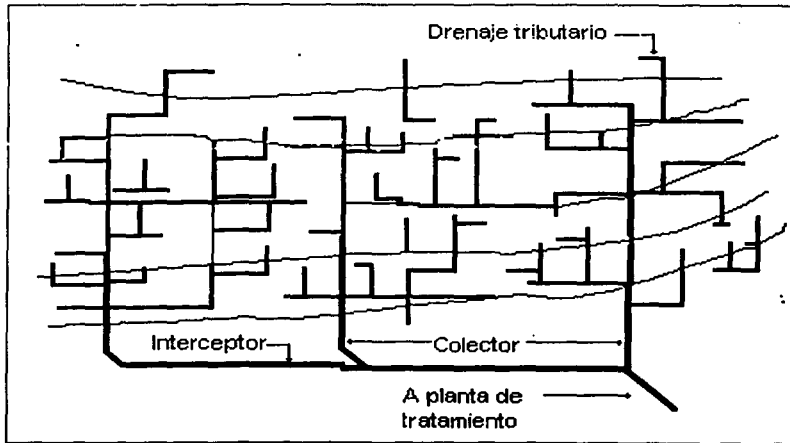 Drenaje tributario
Interceptor
Colector
A planta de
tratamiento